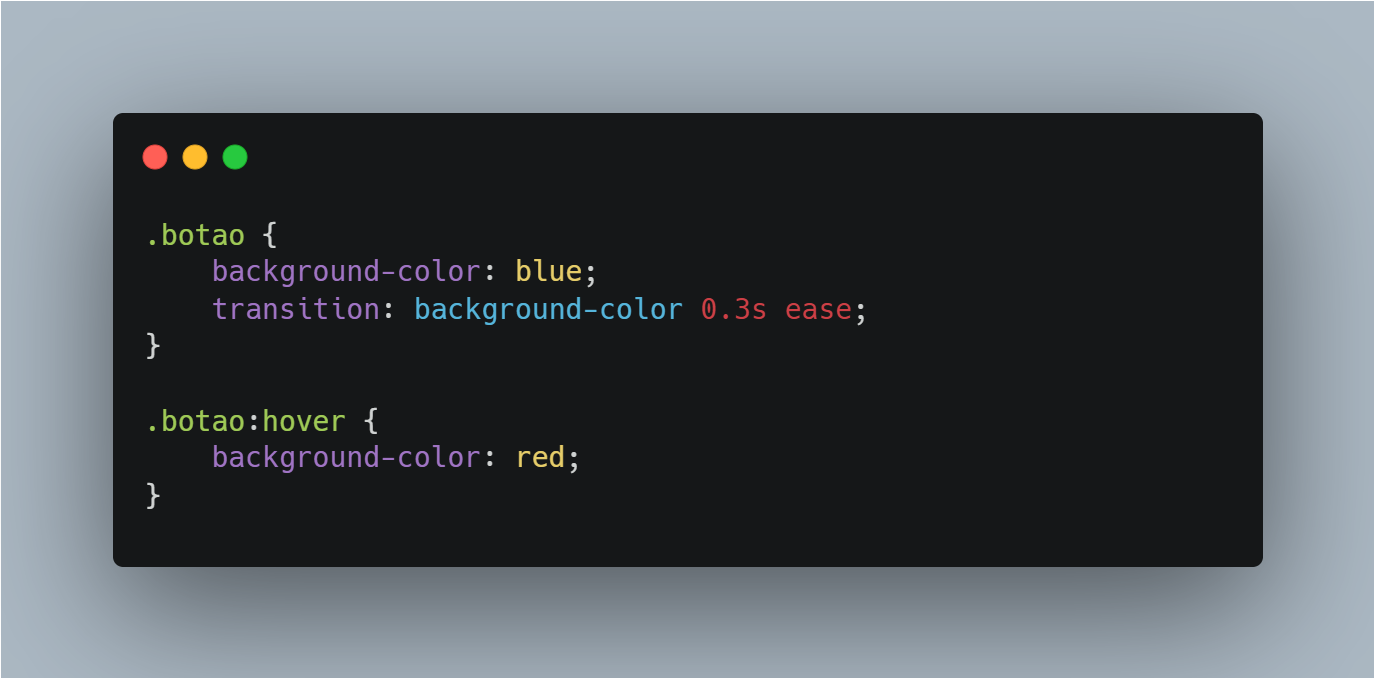 .botao {
    background-color: blue;
    transition: background-color 0.3s ease;
}

.botao:hover {
    background-color: red;
}